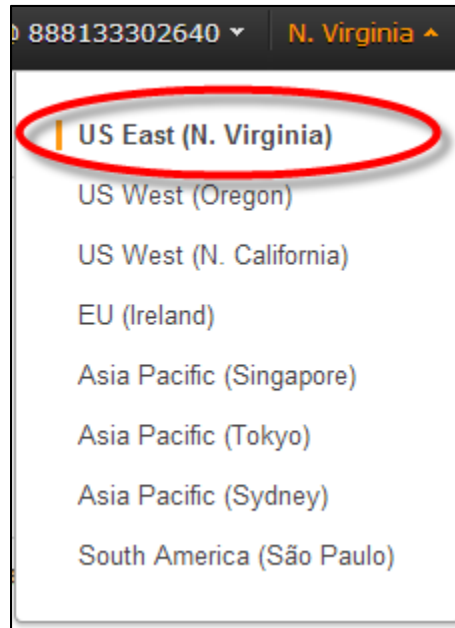 @ 888133302640 N. Virginia
US East (N. Virginia)
US West (Oregon)
US West (N. California)
EU (Ireland)
Asia Pacific (Singapore)
Asia Pacific (Tokyo)
Asia Pacific (Sydney)
South America (São Paulo)